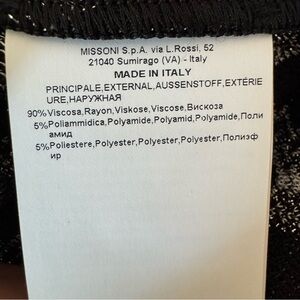 MISSONI S.p.A. via L.Rossi, 52
21040 Sumirago (VA) - Italy
MADE IN ITALY
PRINCIPALE,EXTERNAL,AUSSENSTOFF,EXTÉRIE
URE,НАРУЖНАЯ
90%Viscosa,Rayon,Viskose,Viscose,Вискоза
5%Poliammidica,Polyamide,Polyamid,Polyamide,Поли
амид
5%Poliestere,Polyester,Polyester,Polyester,Полиэф
ир